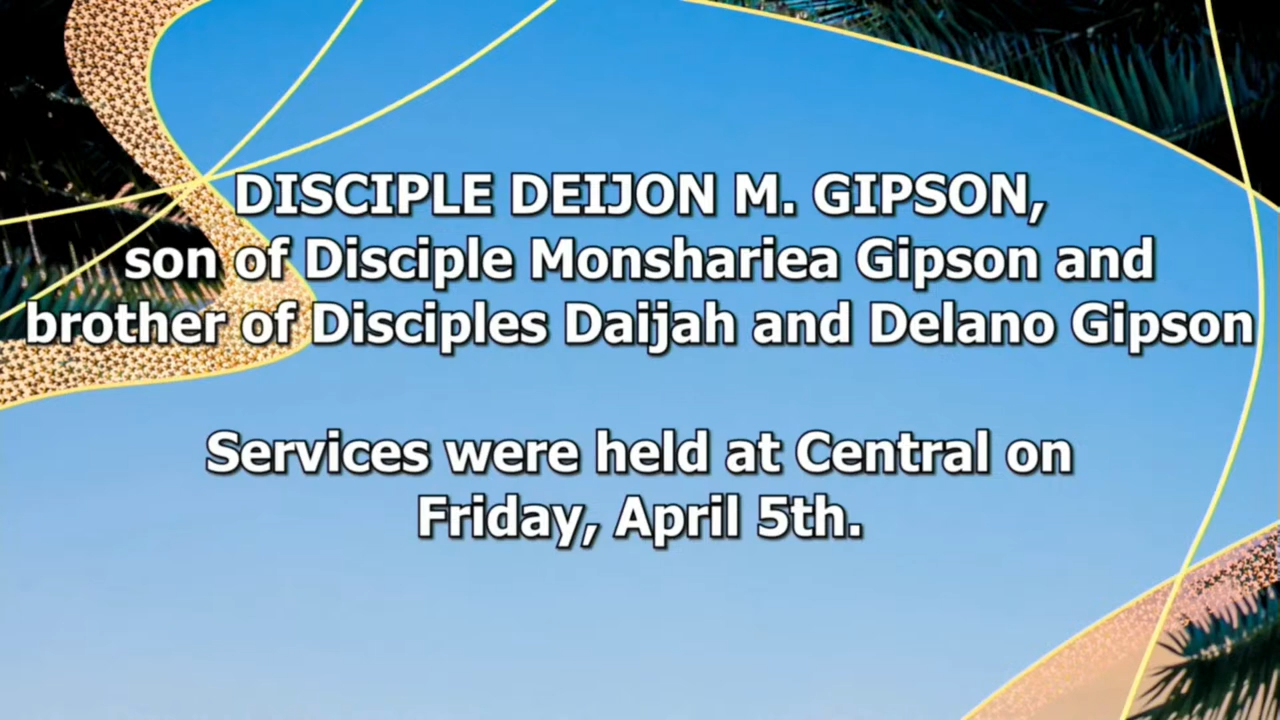 DISCIPLE DEIJON M. GIPSON,
son of Disciple Monshariea Gipson and
brother of Disciples Daijah and Delano Gipson
Services were held at Central on
Friday, April 5th.